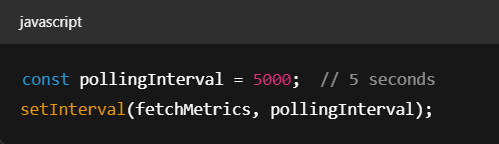 javascript
const pollingInterval = 5000;  // 5 seconds
setInterval(fetchMetrics, pollingInterval);